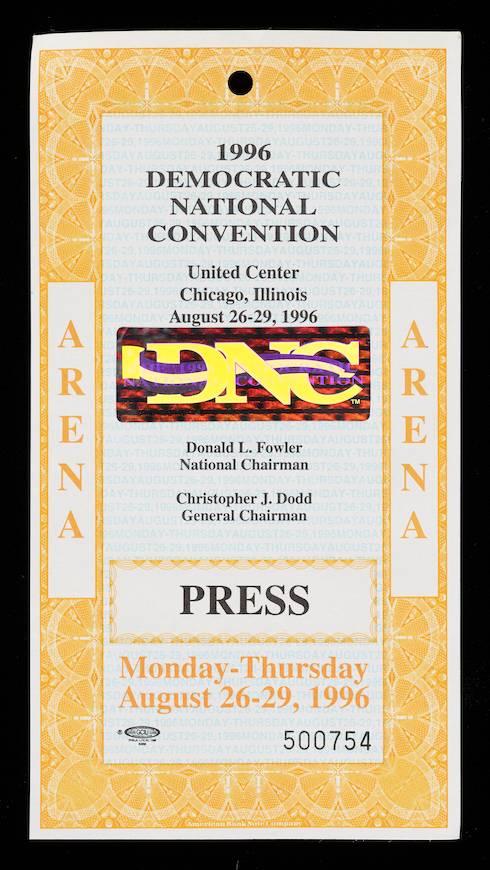 1996
DEMOCRATIC
NATIONAL
CONVENTION
United Center
Chicago, Illinois
August 26-29, 1996
DNC
NATIONAL CONVENTION
TM
Donald L. Fowler
National Chairman
Christopher J. Dodd
General Chairman
ARENA
ARENA
PRESS
Monday-Thursday
August 26-29, 1996
GCIU
500754
American Bank Note Company